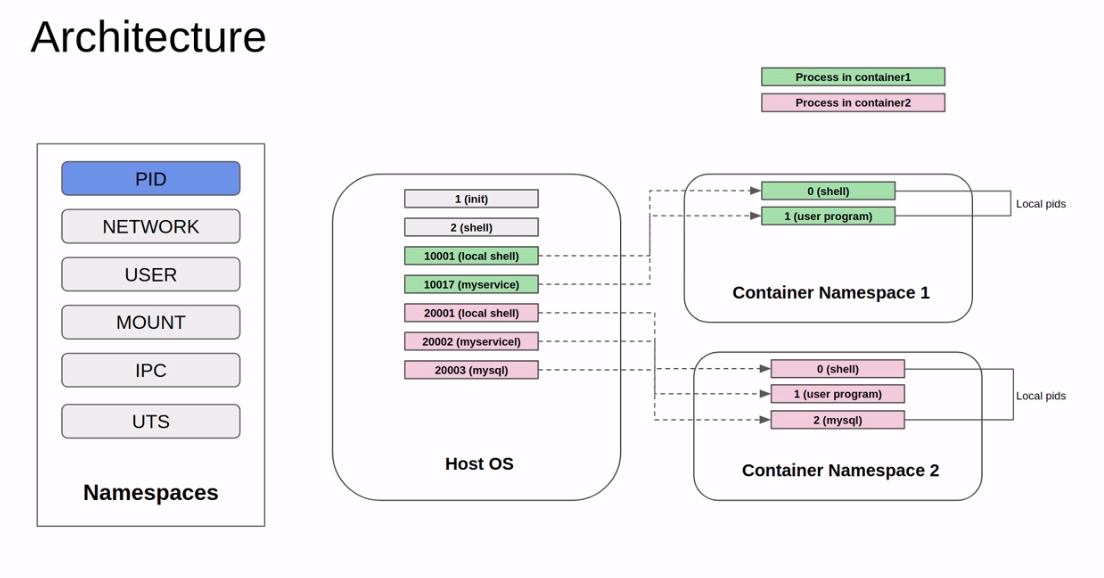 Architecture
Process in container1
Process in container2
PID
NETWORK
USER
MOUNT
IPC
UTS
Namespaces
1 (init)
2 (shell)
10001 (local shell)
10017 (myservice)
20001 (local shell)
20002 (myservicel)
20003 (mysql)
Host OS
0 (shell)
1 (user program)
Local pids
Container Namespace 1
0 (shell)
1 (user program)
2 (mysql)
Local pids
Container Namespace 2